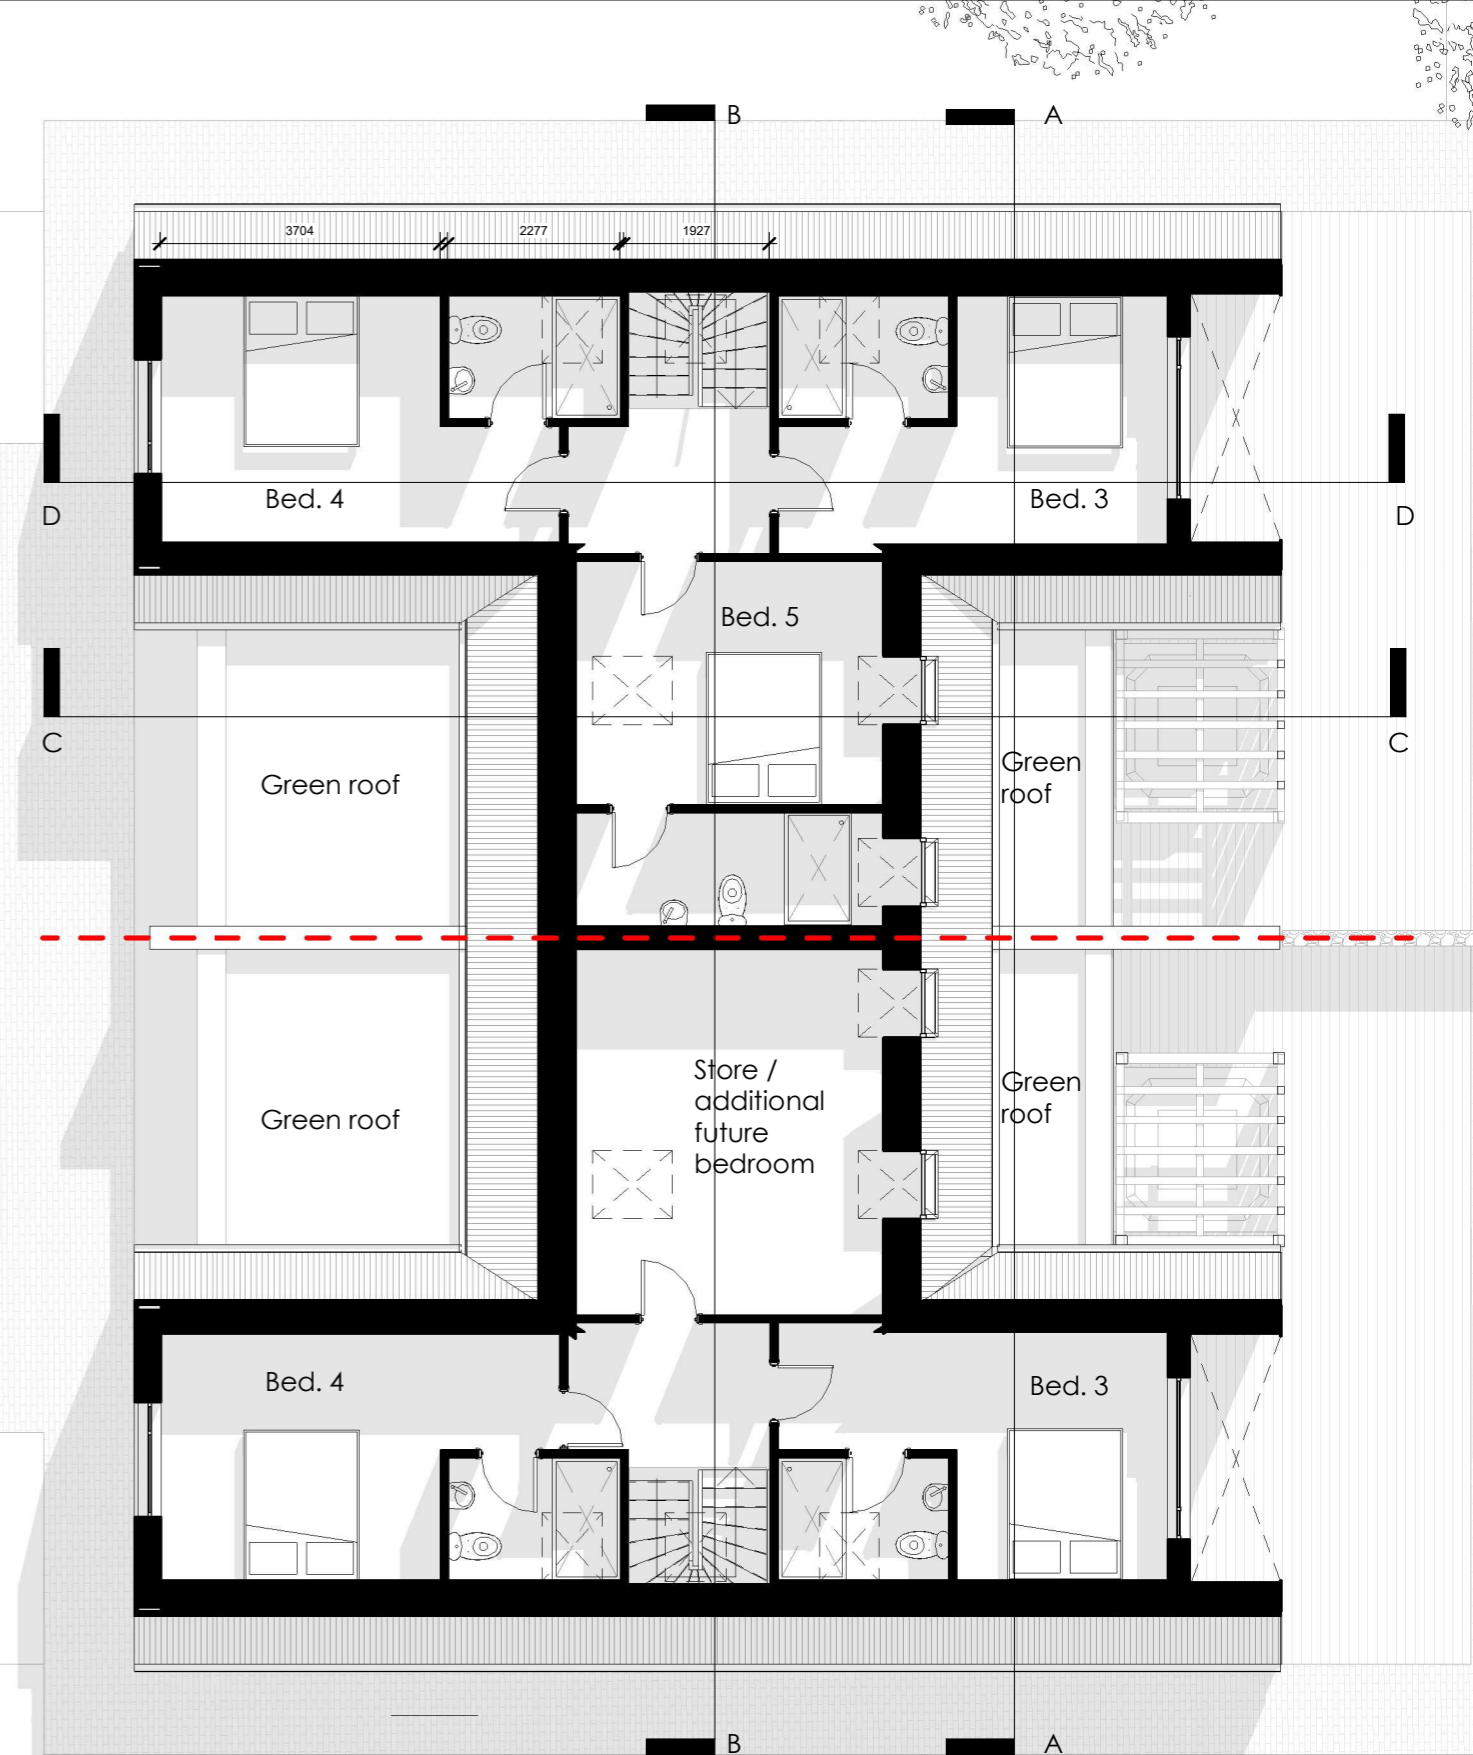 B
A
3704
2277
1927
Bed. 4
Bed. 3
D
D
Bed. 5
C
C
Green roof
Green
roof
Green roof
Store /
additional
future
bedroom
Green
roof
Bed. 4
Bed. 3
B
A